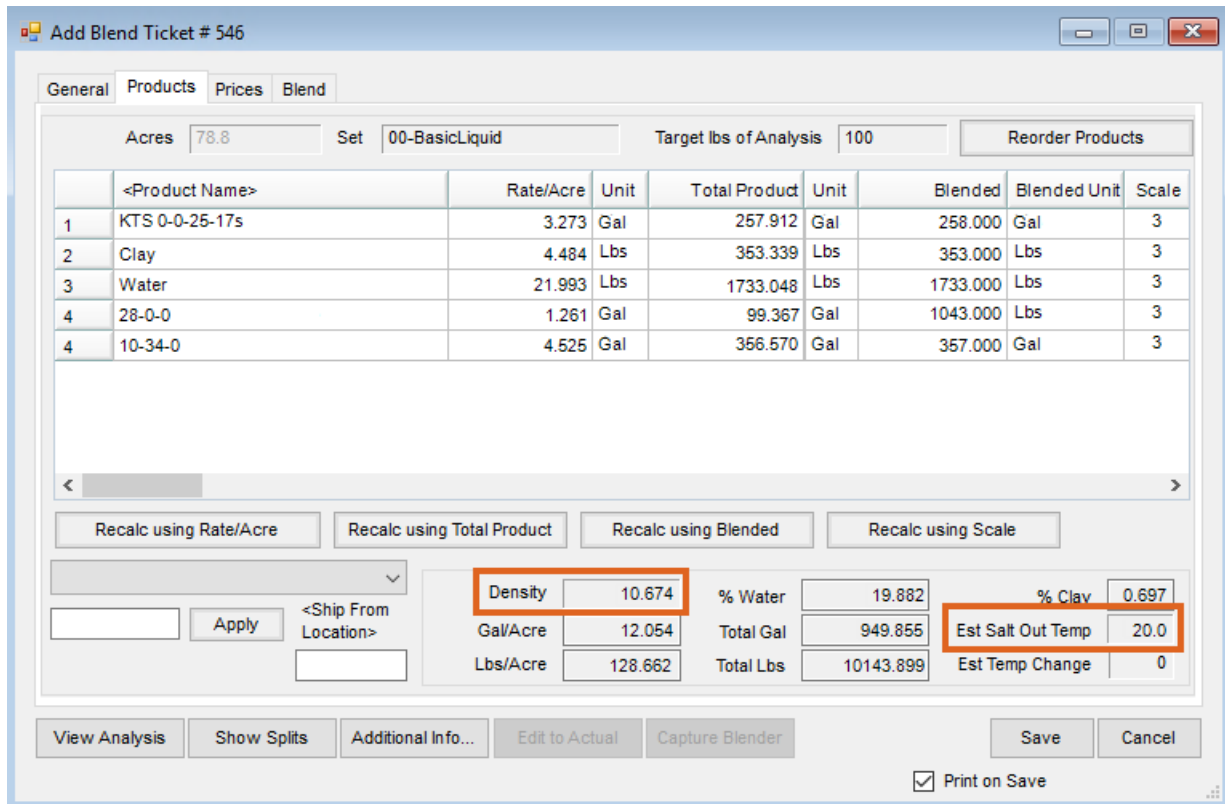 Add Blend Ticket # 546
General Products Prices Blend
Acres 78.8 Set 00-BasicLiquid Target lbs of Analysis 100 Reorder Products
<Product Name> Rate/Acre Unit Total Product Unit Blended Blended Unit Scale
1 KTS 0-0-25-17s 3.273 Gal 257.912 Gal 258.000 Gal 3
2 Clay 4.484 Lbs 353.339 Lbs 353.000 Lbs 3
3 Water 21.993 Lbs 1733.048 Lbs 1733.000 Lbs 3
4 28-0-0 1.261 Gal 99.367 Gal 1043.000 Lbs 3
4 10-34-0 4.525 Gal 356.570 Gal 357.000 Gal 3
Recalc using Rate/Acre Recalc using Total Product Recalc using Blended Recalc using Scale
Density 10.674 % Water 19.882 % Clay 0.697
Apply <Ship From Location> Gal/Acre 12.054 Total Gal 949.855 Est Salt Out Temp 20.0
Lbs/Acre 128.662 Total Lbs 10143.899 Est Temp Change 0
View Analysis Show Splits Additional Info... Edit to Actual Capture Blender Save Cancel
Print on Save